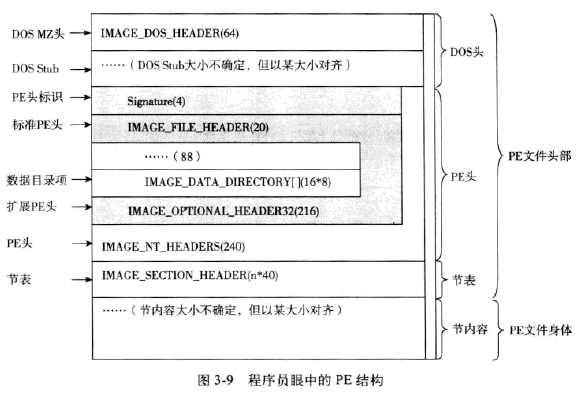 DOS MZ头 IMAGE_DOS_HEADER(64)
DOS头
DOS Stub ……（DOS Stub大小不确定，但以某大小对齐）
PE头标识 Signature(4)
标准PE头 IMAGE_FILE_HEADER(20)
……（88）
PE头
PE文件头部
数据目录项 IMAGE_DATA_DIRECTORY[ ](16*8)
扩展PE头 IMAGE_OPTIONAL_HEADER32(216)
PE头 IMAGE_NT_HEADERS(240)
节表 IMAGE_SECTION_HEADER(n*40)
节表
……（节内容大小不确定，但以某大小对齐）
节内容
PE文件身体
图 3-9 程序员眼中的 PE 结构